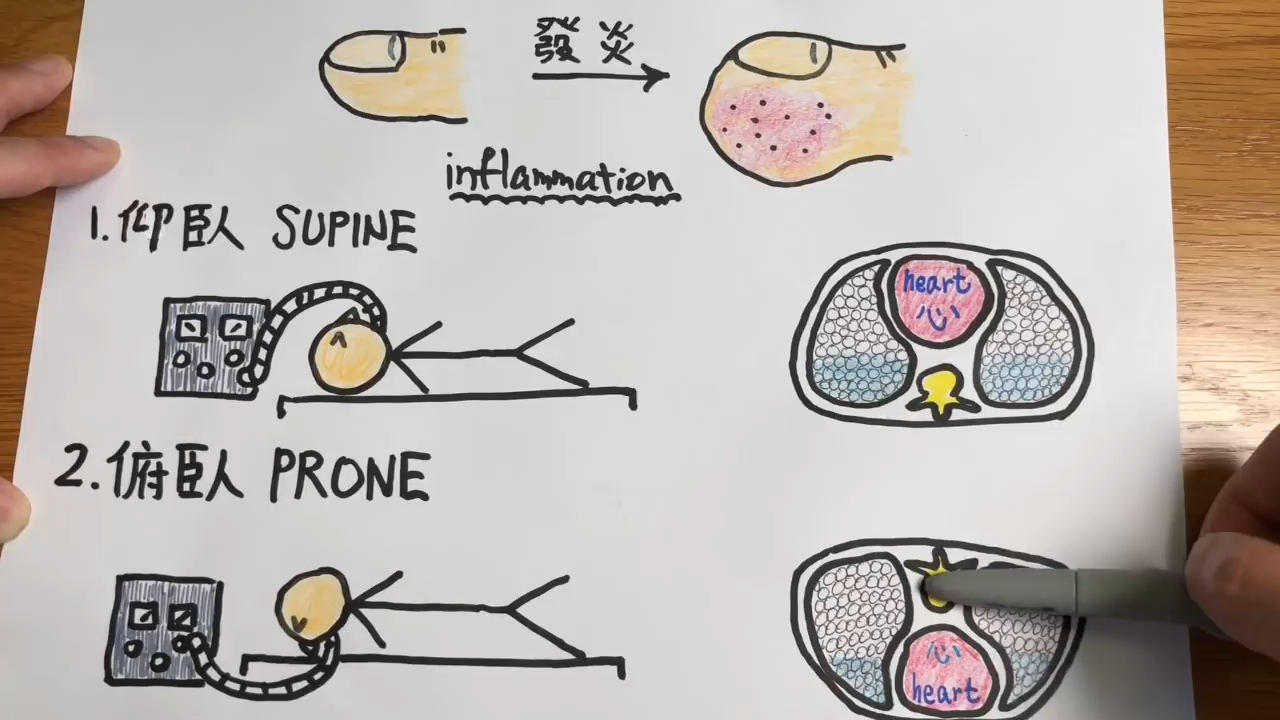 發炎
inflammation
1.仰臥 SUPINE
heart
心
2.俯臥 PRONE
心
heart